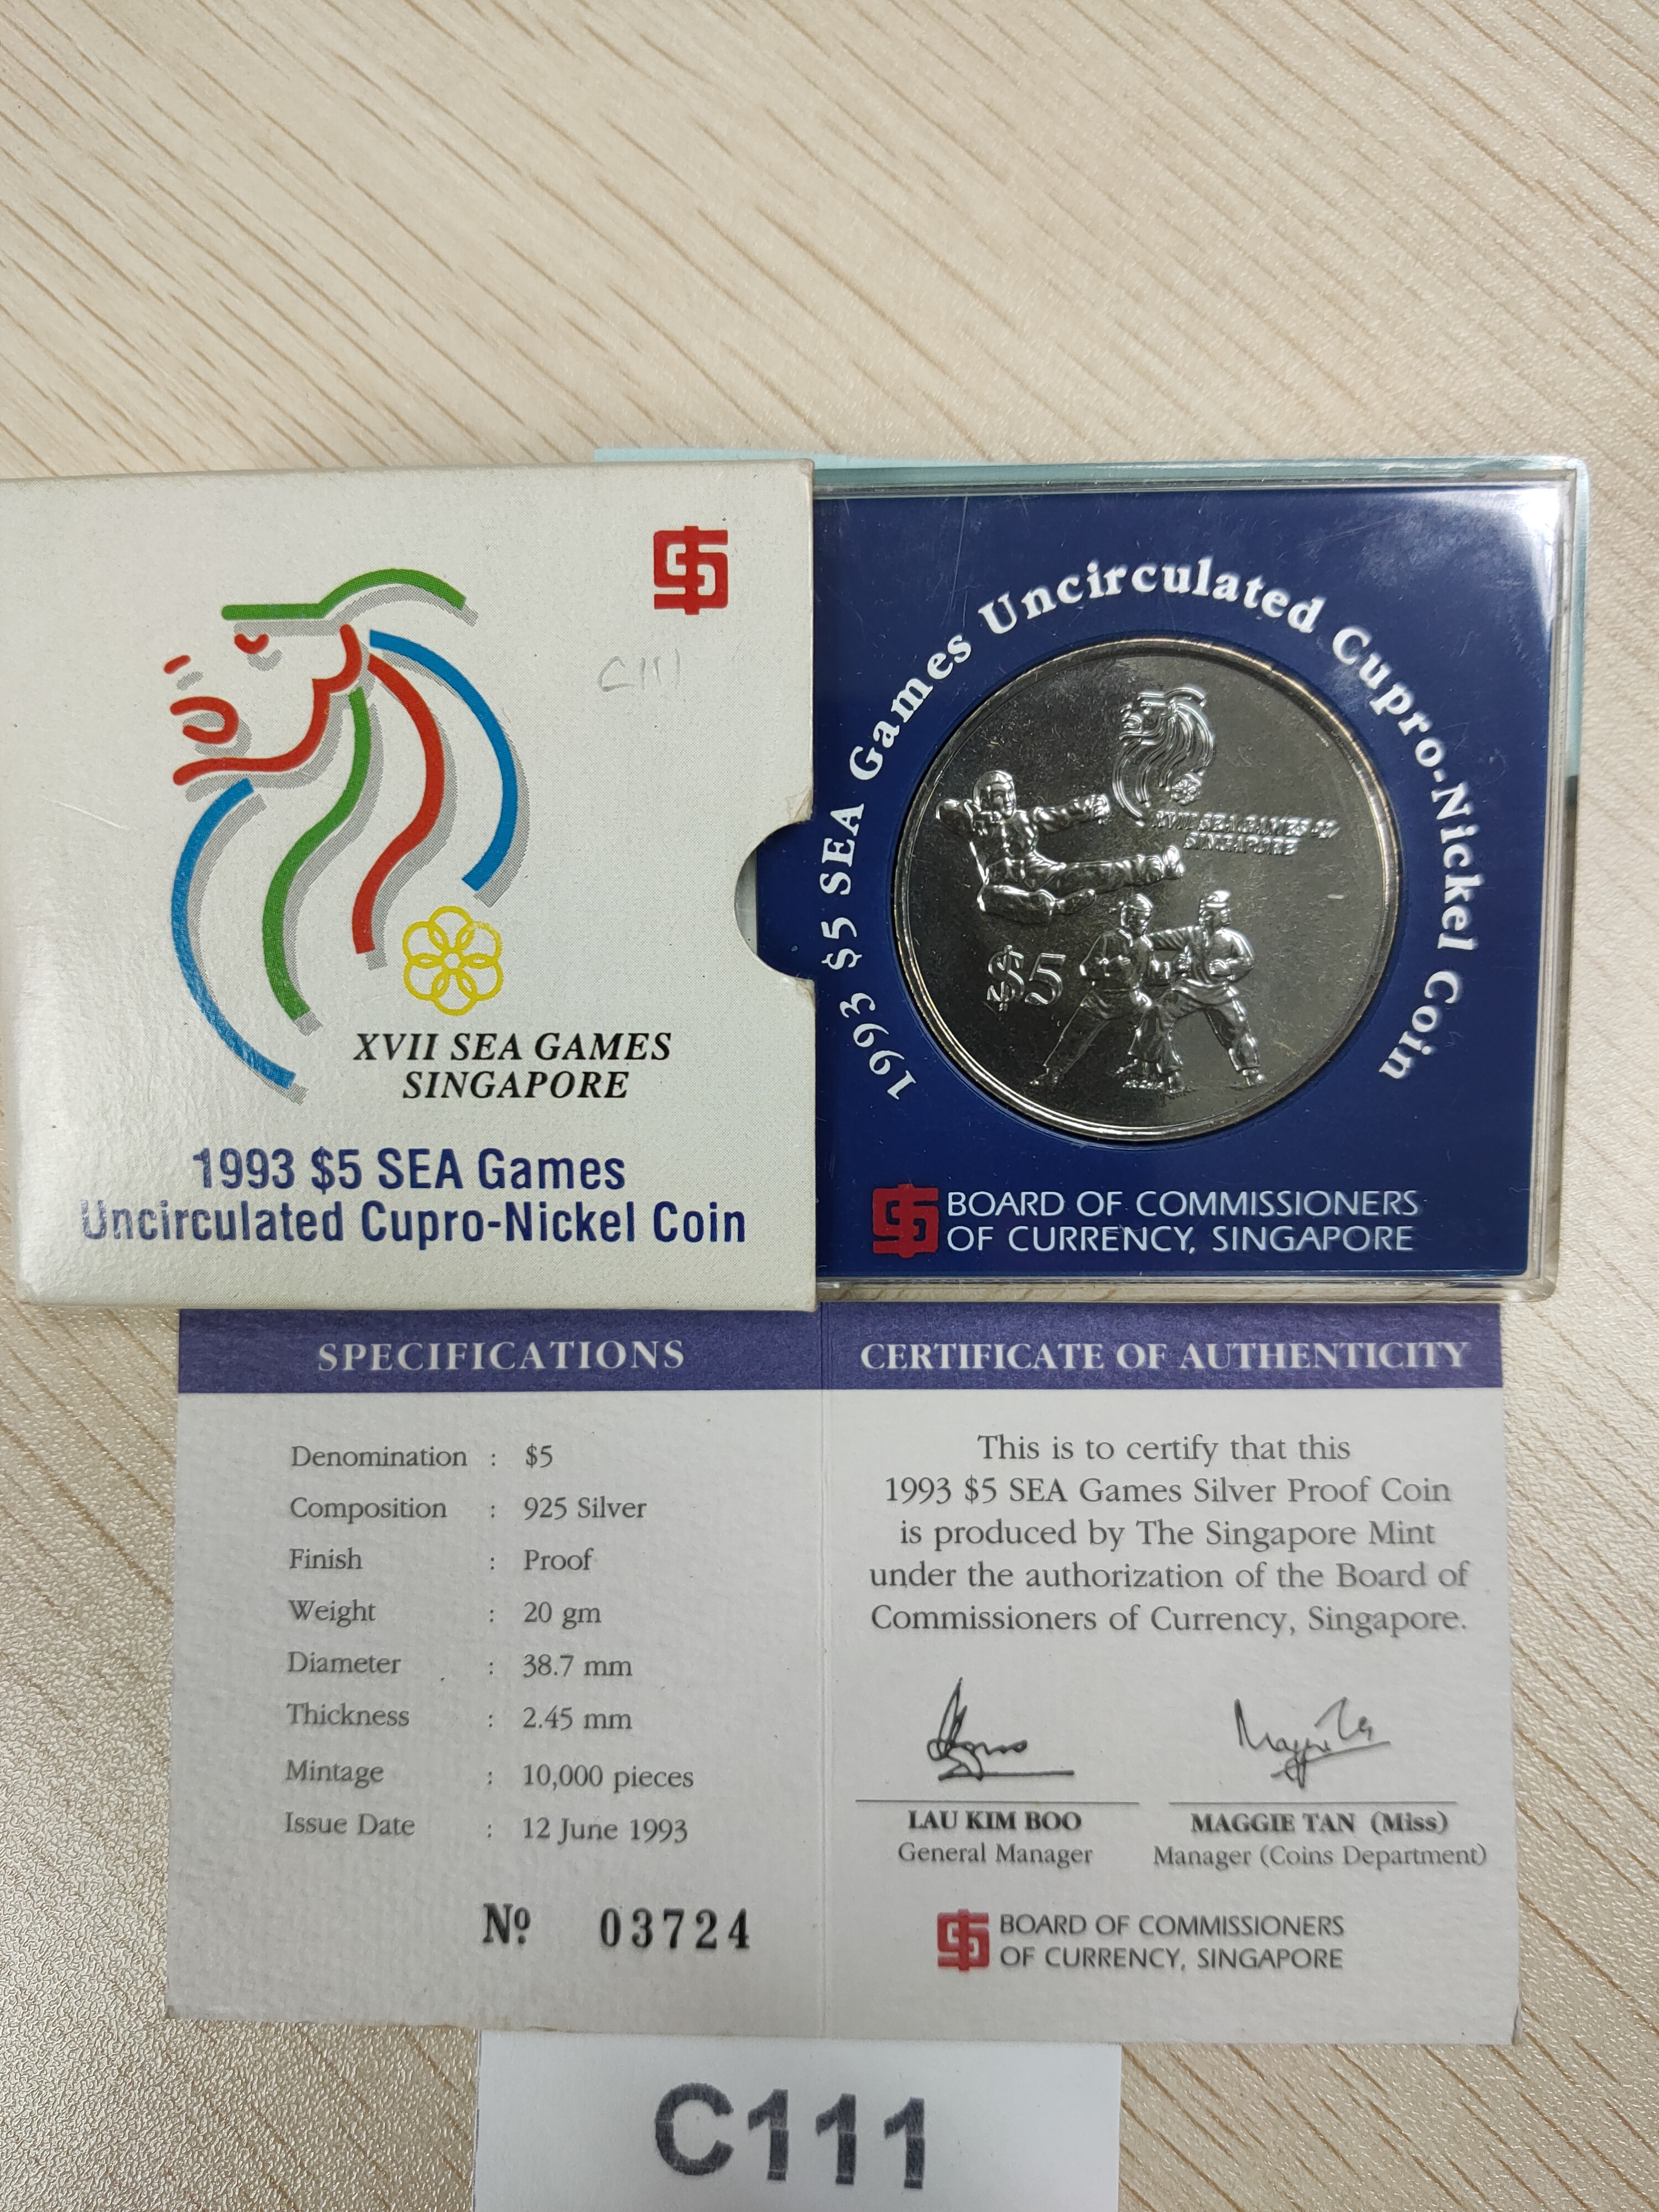 C111
XVII SEA GAMES
SINGAPORE
1993 $5 SEA Games
Uncirculated Cupro-Nickel Coin
1993 $5 SEA Games Uncirculated Cupro-Nickel Coin
XVII SEA GAMES
SINGAPORE
$5
BOARD OF COMMISSIONERS
OF CURRENCY, SINGAPORE
SPECIFICATIONS
Denomination : $5
Composition : 925 Silver
Finish : Proof
Weight : 20 gm
Diameter : 38.7 mm
Thickness : 2.45 mm
Mintage : 10,000 pieces
Issue Date : 12 June 1993
No 03724
CERTIFICATE OF AUTHENTICITY
This is to certify that this
1993 $5 SEA Games Silver Proof Coin
is produced by The Singapore Mint
under the authorization of the Board of
Commissioners of Currency, Singapore.
LAU KIM BOO
General Manager
MAGGIE TAN (Miss)
Manager (Coins Department)
BOARD OF COMMISSIONERS
OF CURRENCY, SINGAPORE
C111